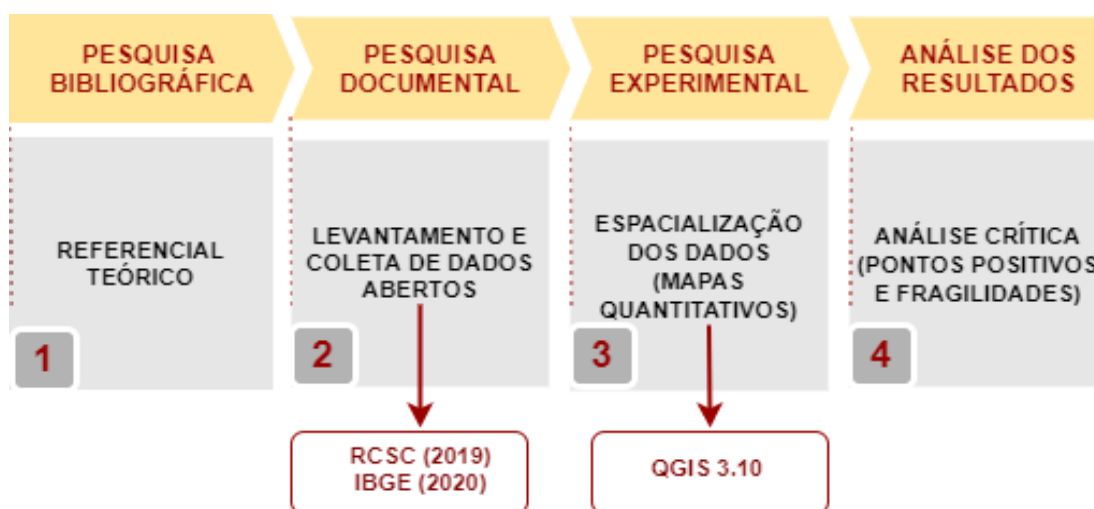 PESQUISA
BIBLIOGRÁFICA
PESQUISA
DOCUMENTAL
PESQUISA
EXPERIMENTAL
ANÁLISE DOS
RESULTADOS
REFERENCIAL
TEÓRICO
1
LEVANTAMENTO E
COLETA DE DADOS
ABERTOS
2
ESPACIALIZAÇÃO
DOS DADOS
(MAPAS
QUANTITATIVOS)
3
ANÁLISE CRÍTICA
(PONTOS POSITIVOS
E FRAGILIDADES)
4
RCSC (2019)
IBGE (2020)
QGIS 3.10